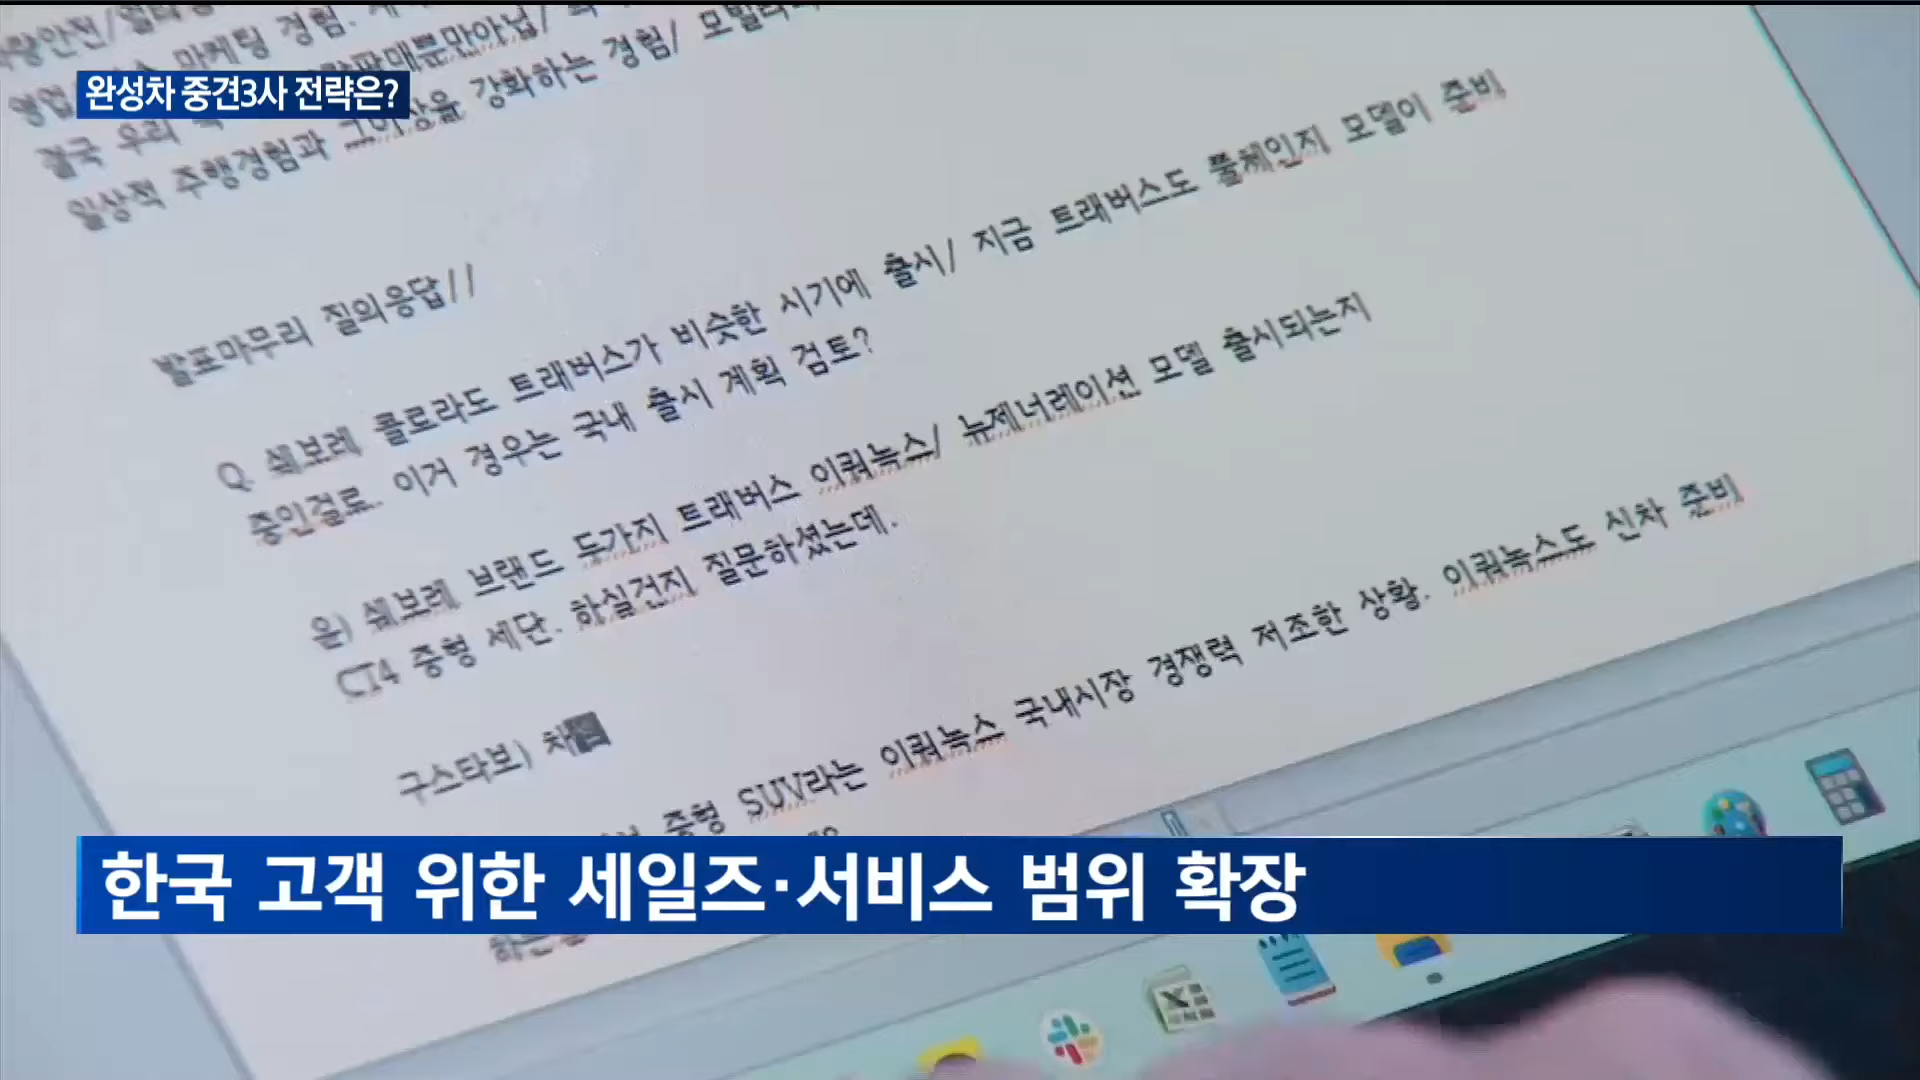 완성차 중견3사 전략은?
마케팅 경험.
판매뿐만아닙/
결국 우리
일상적 주행경험과 그이상을 강화하는 경험/
발표마무리 질의응답//
Q. 쉐보레 콜로라도 트래버스가 비슷한 시기에 출시/ 지금 트래버스도 풀체인지 모델이 준비
중인걸로. 이거 경우는 국내 출시 계획 검토?
윤) 쉐보레 브랜드 두가지 트래버스 이쿼녹스/ 뉴제너레이션 모델 출시되는지
CT4 중형 세단. 하실건지 질문하셨는데.
구스타보) 차
중형 SUV라는 이쿼녹스 국내시장 경쟁력 저조한 상황. 이쿼녹스도 신차 준비
한국 고객 위한 세일즈·서비스 범위 확장